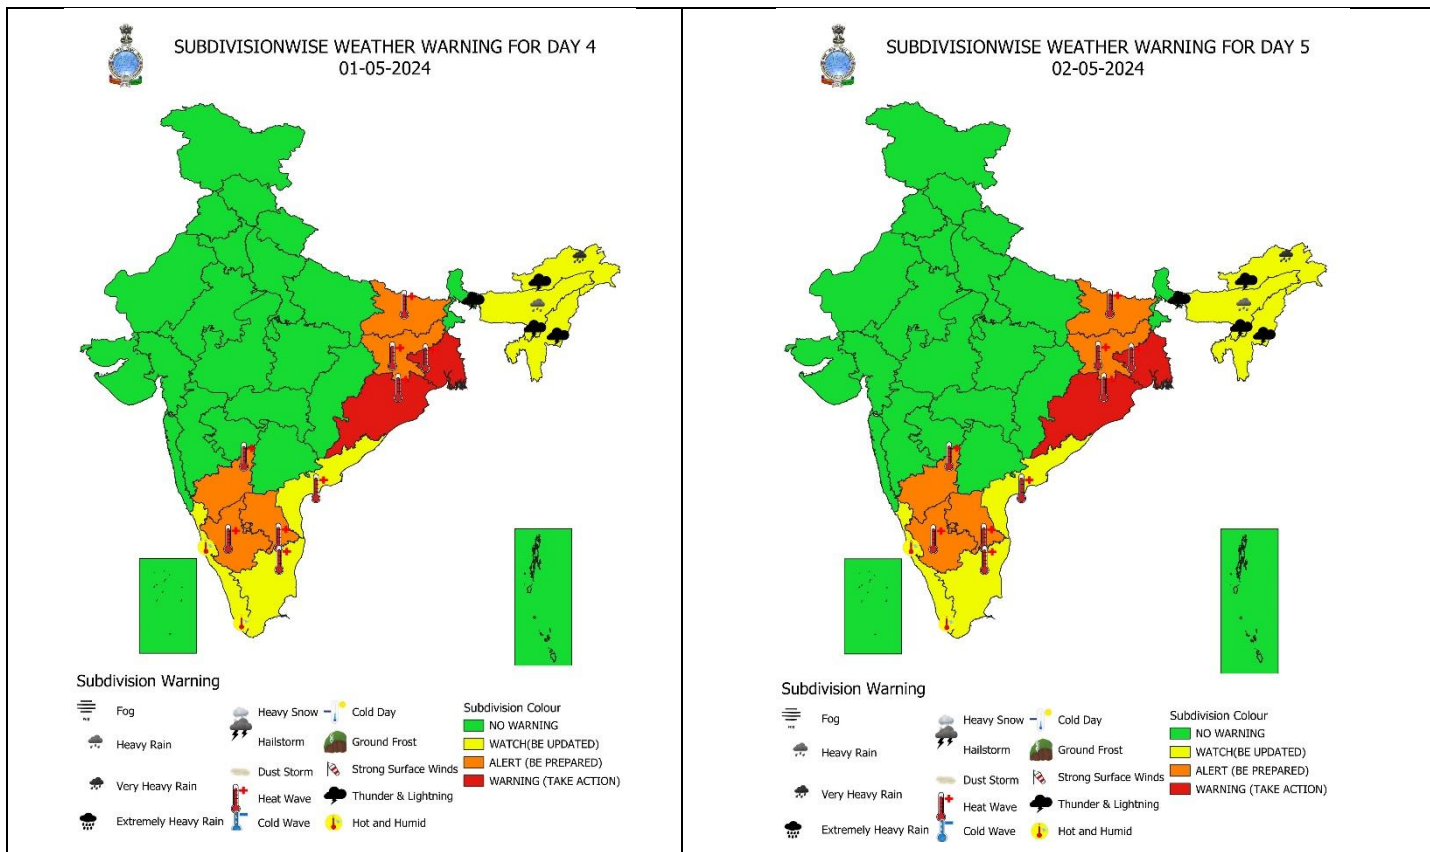 SUBDIVISIONWISE WEATHER WARNING FOR DAY 4
01-05-2024
Subdivision Warning
Fog
Heavy Rain
Very Heavy Rain
Extremely Heavy Rain
Heavy Snow
Hailstorm
Dust Storm
Heat Wave
Cold Wave
Cold Day
Ground Frost
Strong Surface Winds
Thunder & Lightning
Hot and Humid
Subdivision Colour
NO WARNING
WATCH(BE UPDATED)
ALERT (BE PREPARED)
WARNING (TAKE ACTION)
SUBDIVISIONWISE WEATHER WARNING FOR DAY 5
02-05-2024
Subdivision Warning
Fog
Heavy Rain
Very Heavy Rain
Extremely Heavy Rain
Heavy Snow
Hailstorm
Dust Storm
Heat Wave
Cold Wave
Cold Day
Ground Frost
Strong Surface Winds
Thunder & Lightning
Hot and Humid
Subdivision Colour
NO WARNING
WATCH(BE UPDATED)
ALERT (BE PREPARED)
WARNING (TAKE ACTION)